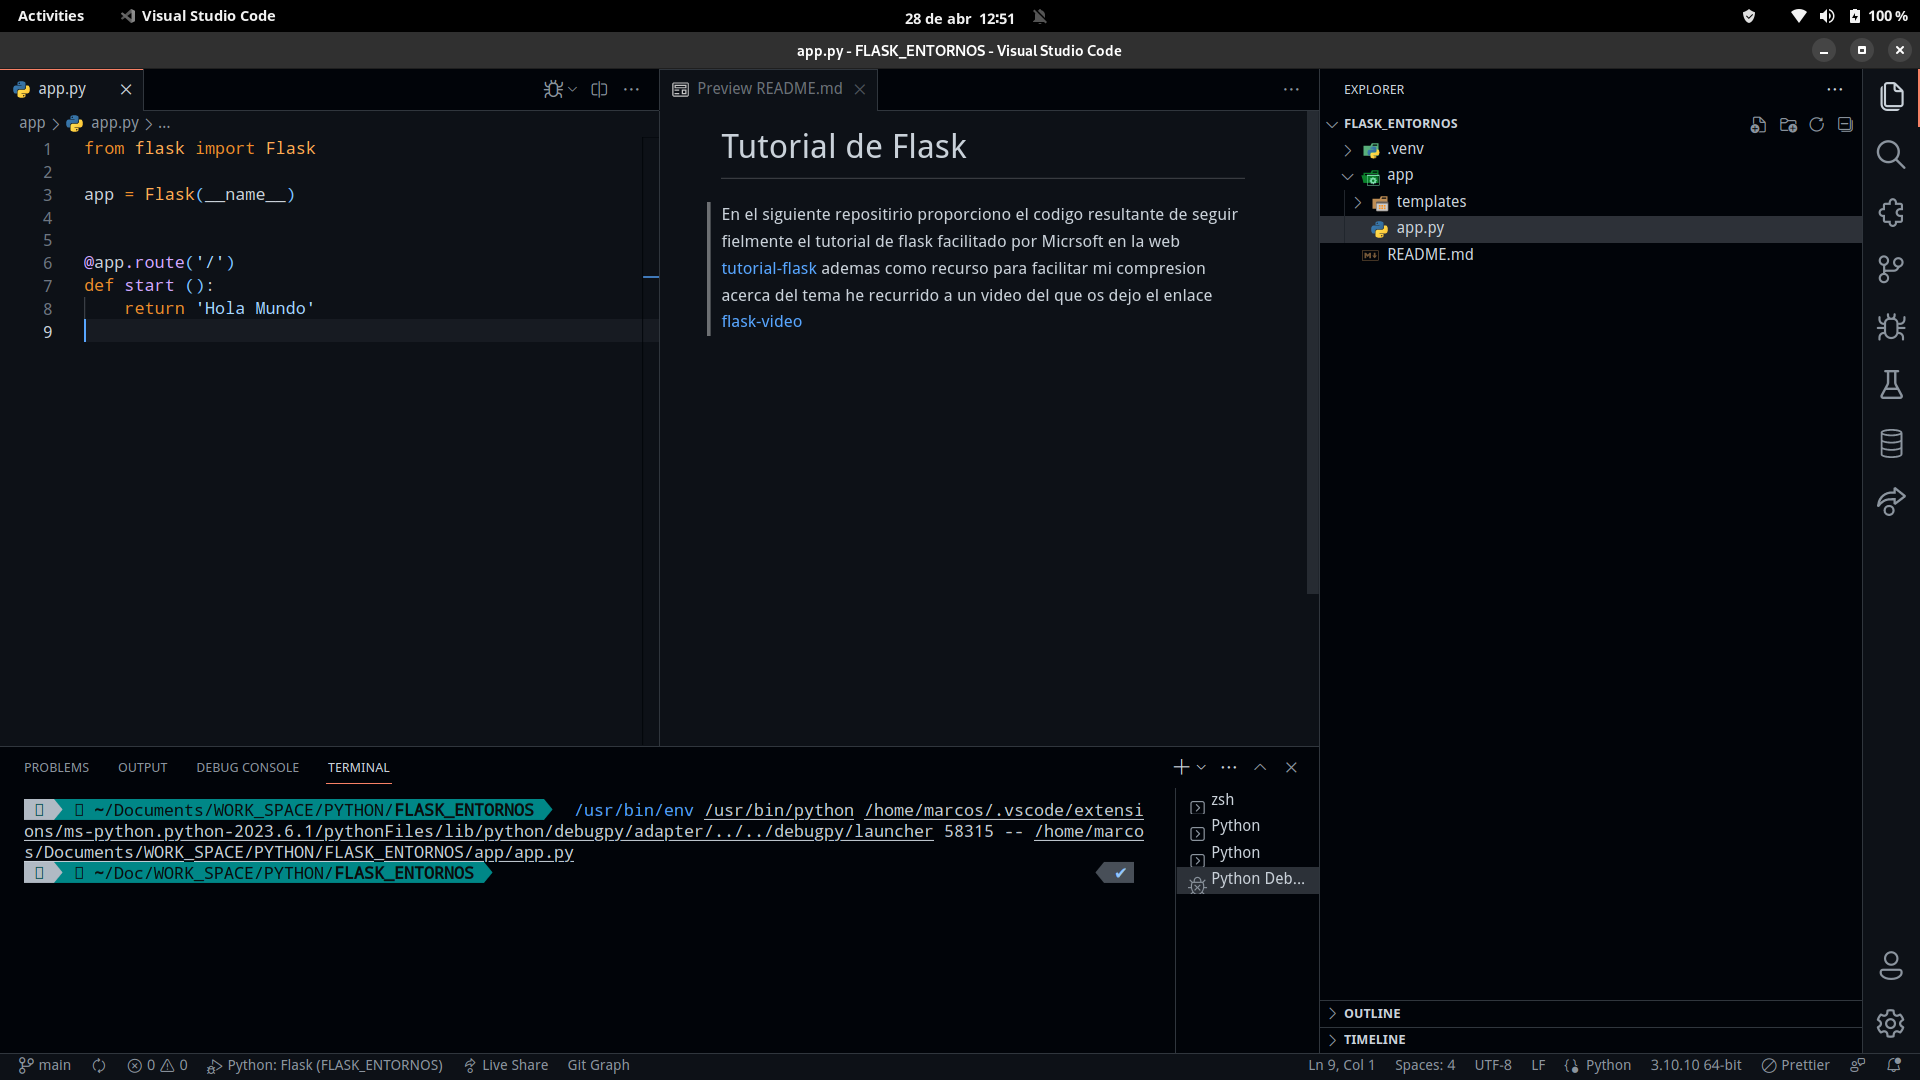 Activities
Visual Studio Code
28 de abr 12:51
100 %
app.py - FLASK_ENTORNOS - Visual Studio Code
app.py
app > app.py > ...
1 from flask import Flask
2
3 app = Flask(__name__)
4
5
6 @app.route('/')
7 def start ():
8 return 'Hola Mundo'
9
Preview README.md
Tutorial de Flask
En el siguiente repositirio proporciono el codigo resultante de seguir
fielmente el tutorial de flask facilitado por Micrsoft en la web
tutorial-flask ademas como recurso para facilitar mi compresion
acerca del tema he recurrido a un video del que os dejo el enlace
flask-video
EXPLORER
FLASK_ENTORNOS
.venv
app
templates
app.py
README.md
OUTLINE
TIMELINE
PROBLEMS
OUTPUT
DEBUG CONSOLE
TERMINAL
~/Documents/WORK_SPACE/PYTHON/FLASK_ENTORNOS /usr/bin/env /usr/bin/python /home/marcos/.vscode/extensi
ons/ms-python.python-2023.6.1/pythonFiles/lib/python/debugpy/adapter/../../debugpy/launcher 58315 -- /home/marco
s/Documents/WORK_SPACE/PYTHON/FLASK_ENTORNOS/app/app.py
~/Doc/WORK_SPACE/PYTHON/FLASK_ENTORNOS ✔
zsh
Python
Python
Python Deb...
main
0
0
Python: Flask (FLASK_ENTORNOS)
Live Share
Git Graph
Ln 9, Col 1
Spaces: 4
UTF-8
LF
Python
3.10.10 64-bit
Prettier